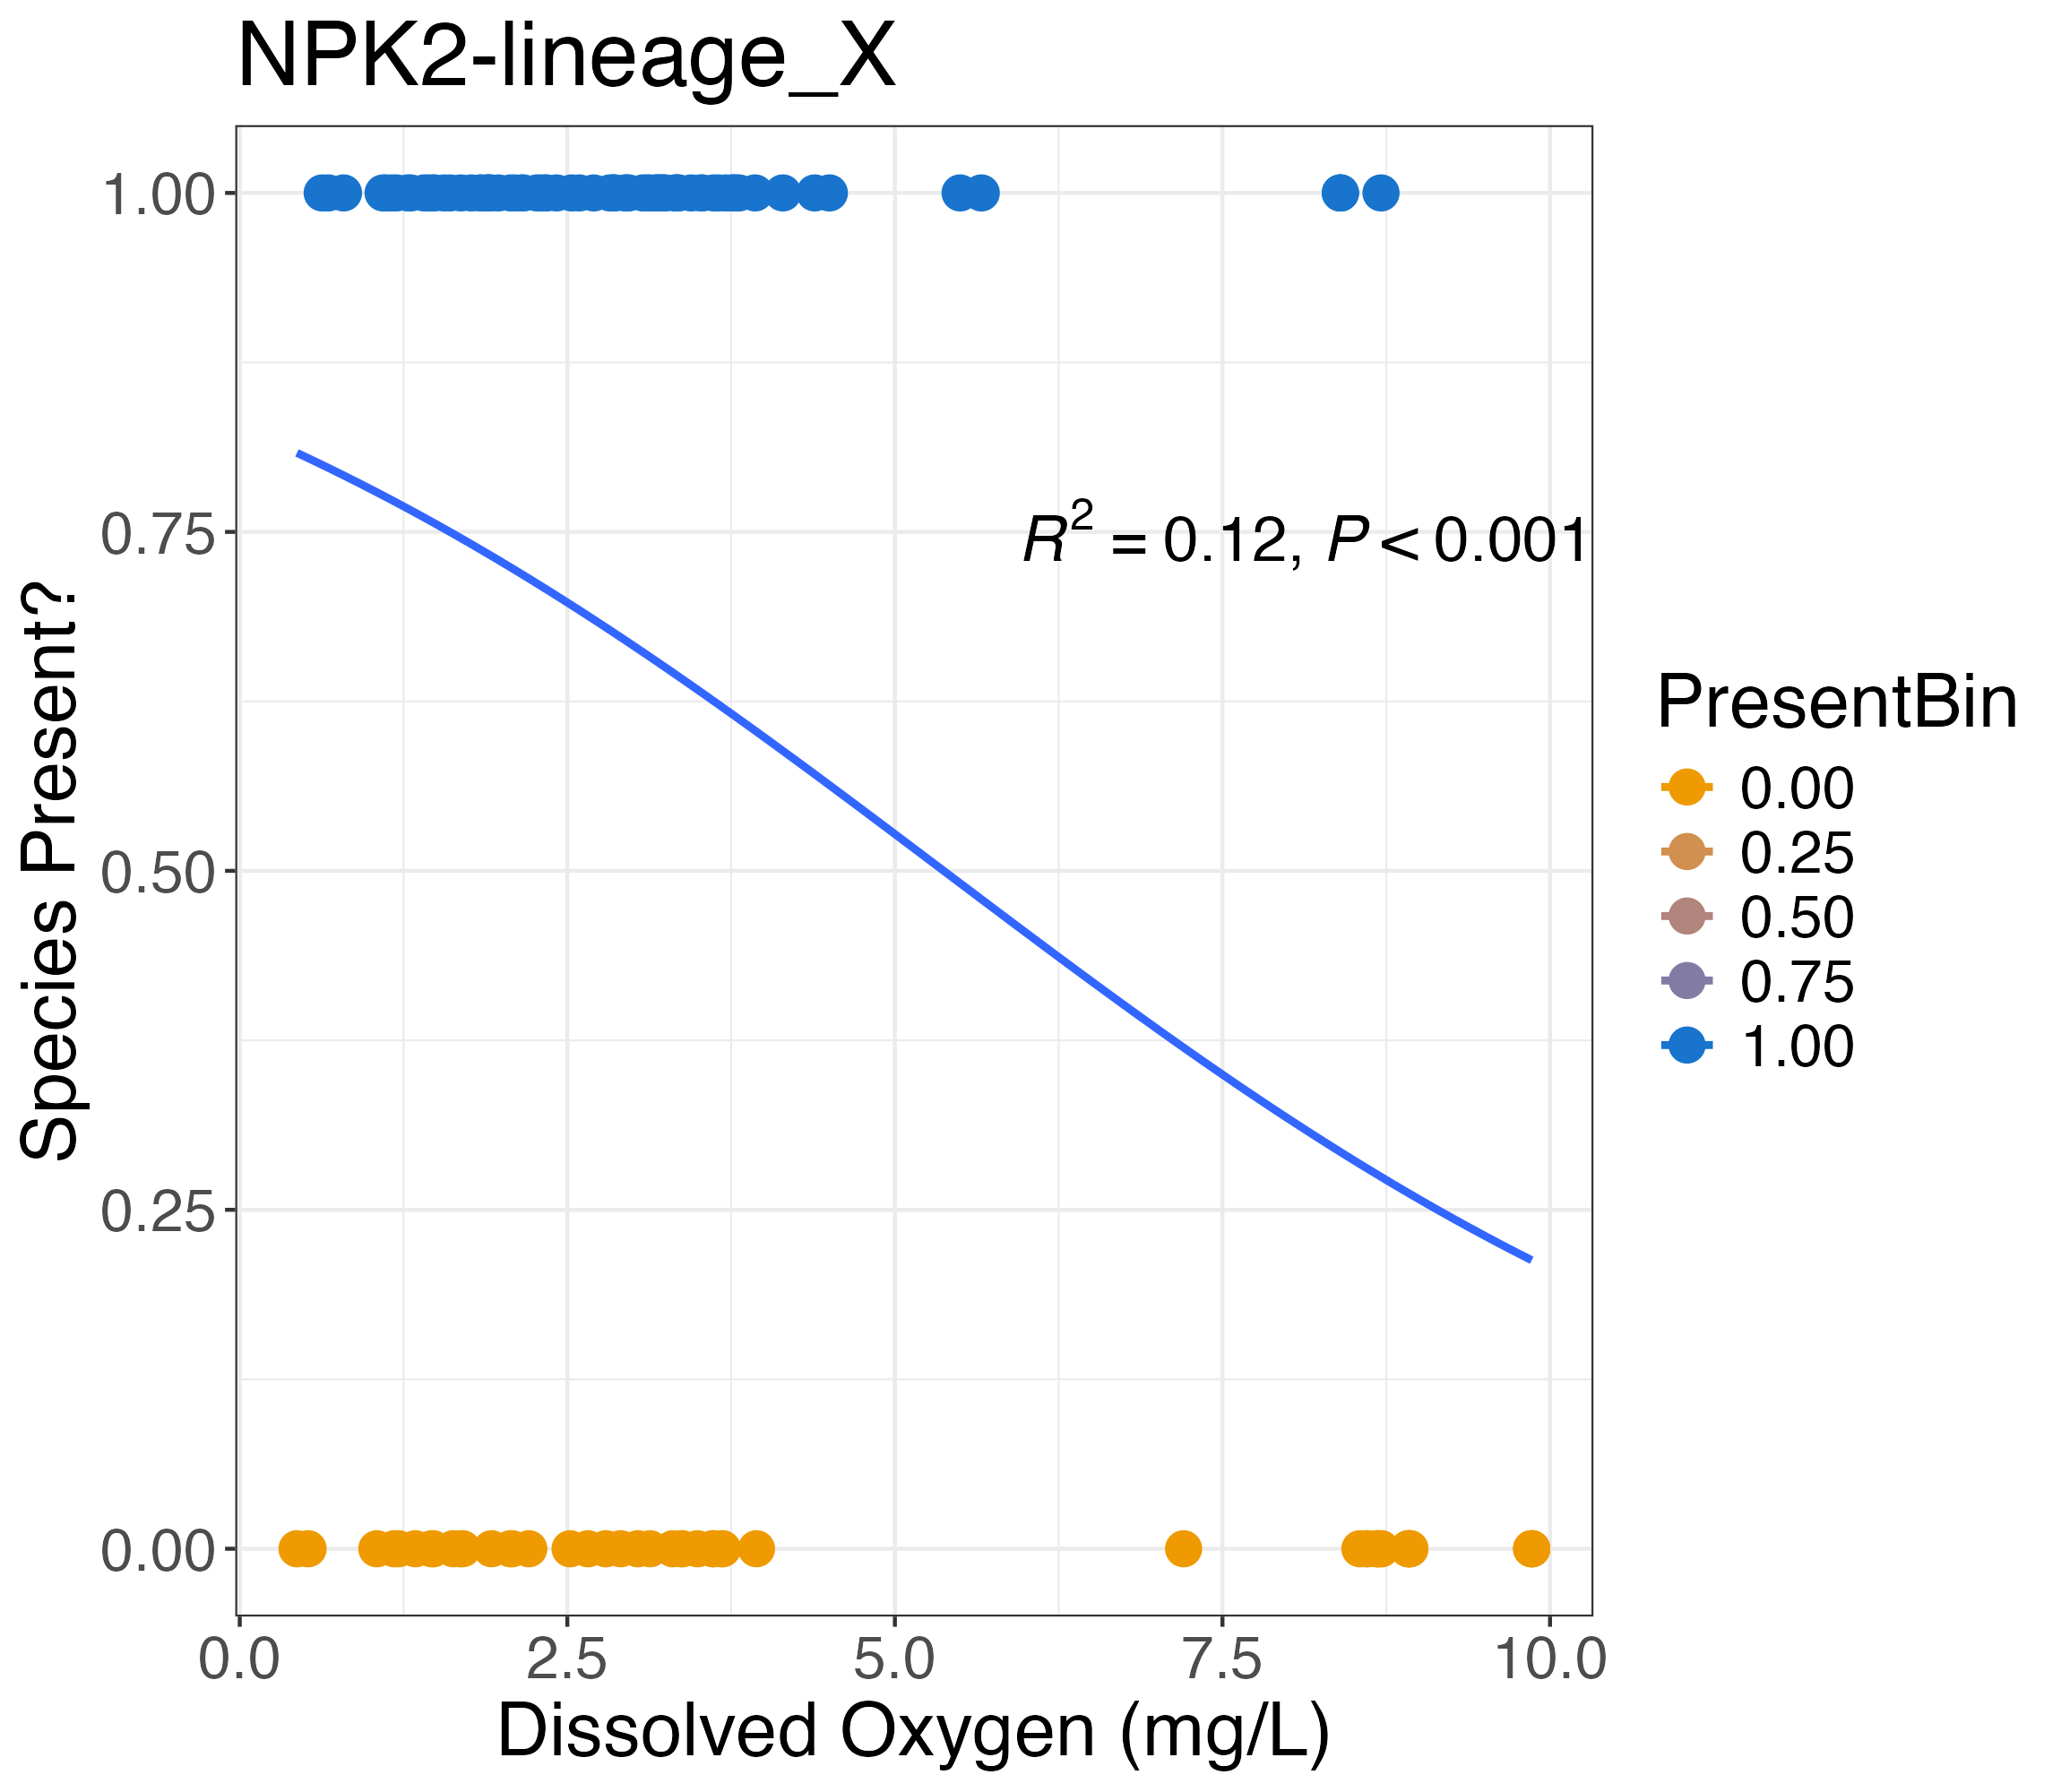 NPK2-lineage_X
R2 = 0.12, P < 0.001
Species Present?
1.00
0.75
0.50
0.25
0.00
0.0 2.5 5.0 7.5 10.0
Dissolved Oxygen (mg/L)
PresentBin
0.00
0.25
0.50
0.75
1.00